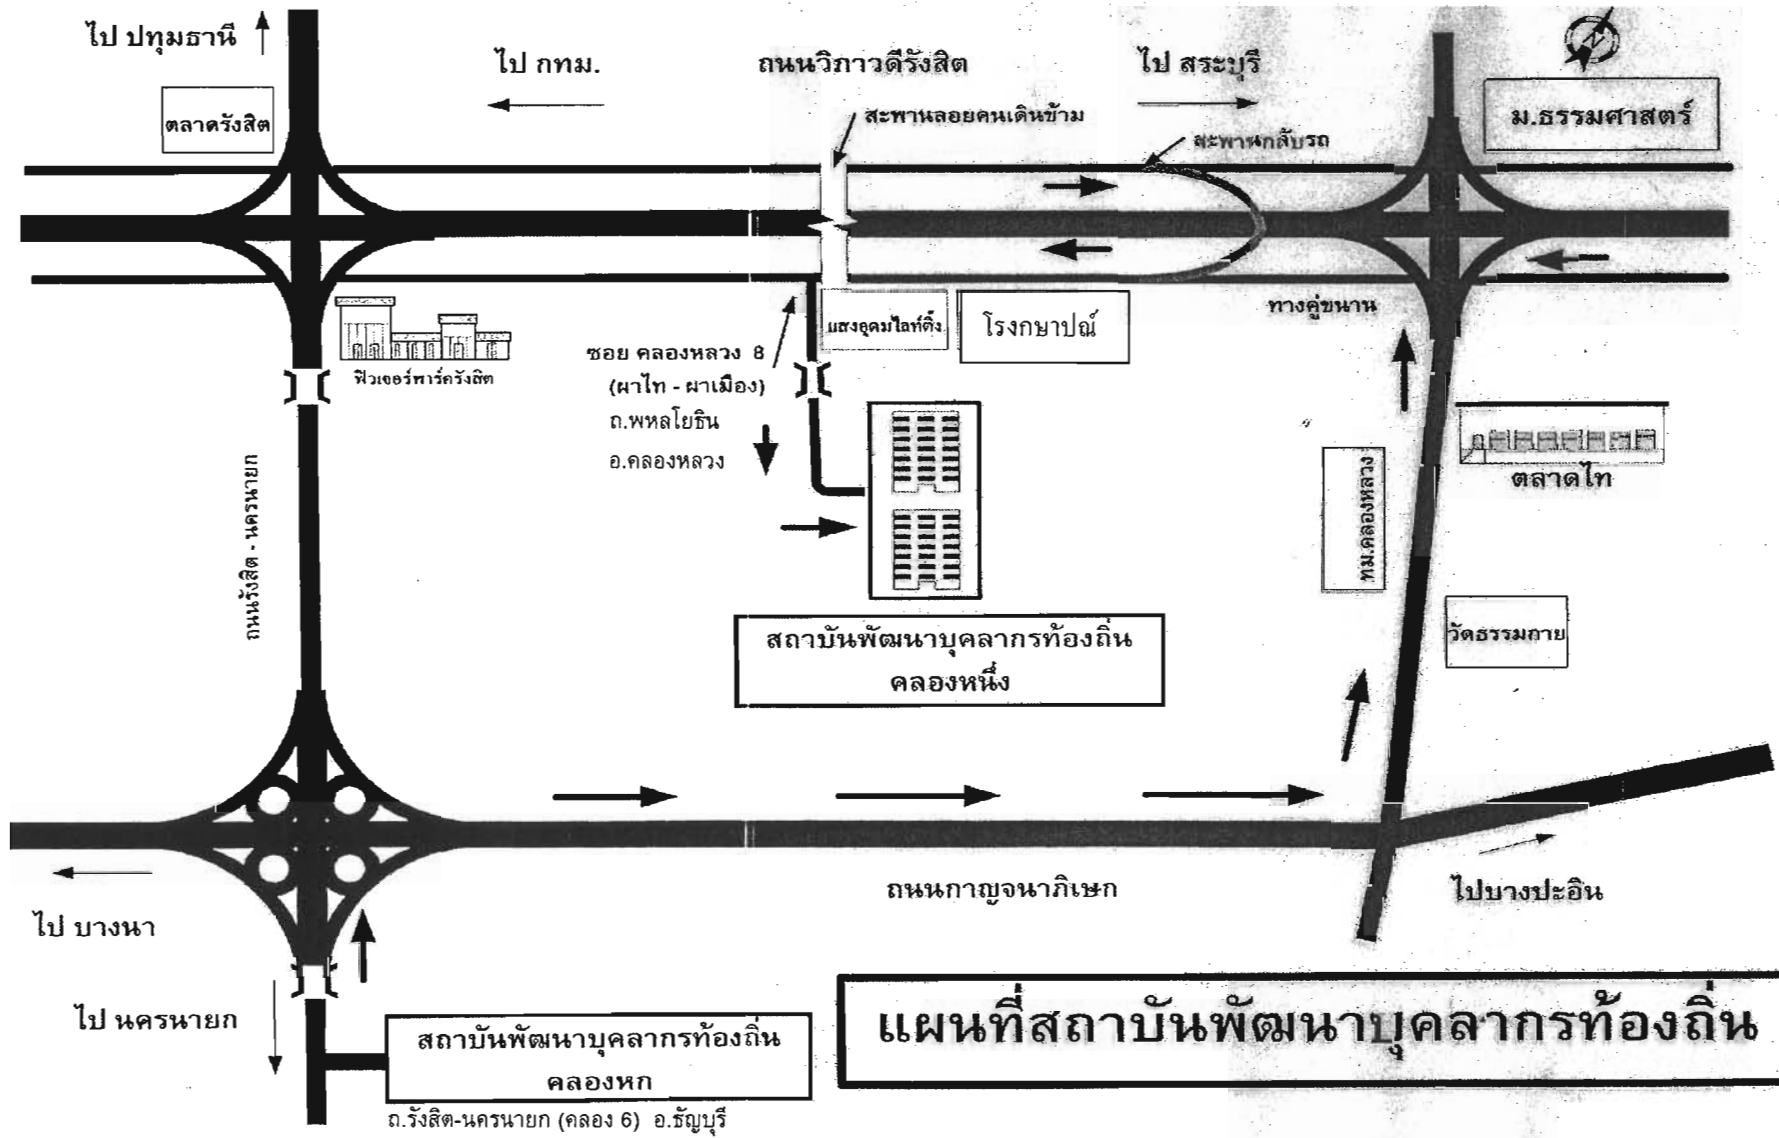 ไป ปทุมธานี
ไป กทม.
ถนนวิภาวดีรังสิต
ไป สระบุรี
N
ตลาดรังสิต
สะพานลอยคนเดินข้าม
สะพานกลับรถ
ม.ธรรมศาสตร์
ฟิวเจอร์พาร์ครังสิต
ซอย คลองหลวง 8
(ผาไท - ผาเมือง)
ถ.พหลโยธิน
อ.คลองหลวง
แสงอุดมไลท์ติ้ง
โรงกษาปณ์
ทางคู่ขนาน
ถนนรังสิต - นครนายก
ทม.คลองหลวง
ตลาดไท
วัดธรรมกาย
สถาบันพัฒนาบุคลากรท้องถิ่น
คลองหนึ่ง
ถนนกาญจนาภิเษก
ไปบางปะอิน
ไป บางนา
ไป นครนายก
สถาบันพัฒนาบุคลากรท้องถิ่น
คลองหก
ถ.รังสิต-นครนายก (คลอง 6) อ.ธัญบุรี
แผนที่สถาบันพัฒนาบุคลากรท้องถิ่น